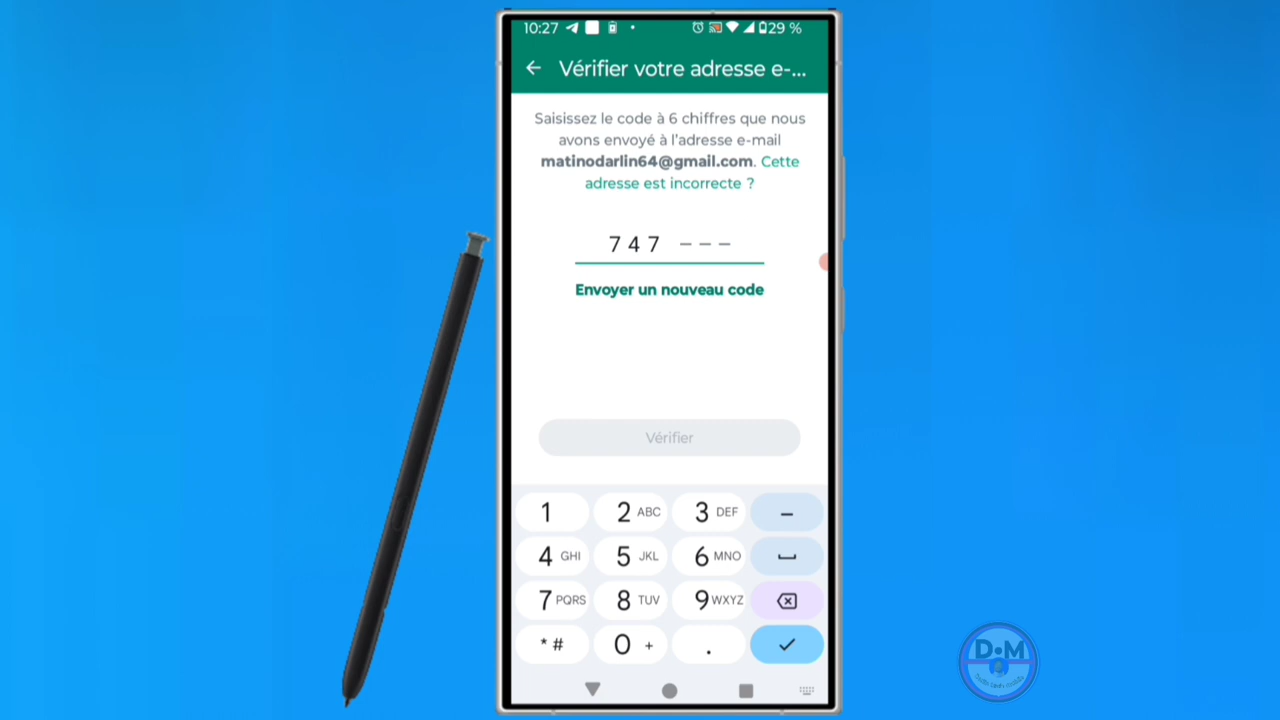 10:27 29 %
Vérifier votre adresse e-...
Saisissez le code à 6 chiffres que nous
avons envoyé à l'adresse e-mail
matinodarlin64@gmail.com. Cette
adresse est incorrecte ?
747 ---
Envoyer un nouveau code
Vérifier
1 2 ABC 3 DEF -
4 GHI 5 JKL 6 MNO
7 PQRS 8 TUV 9 WXYZ
* # 0 + .
D•M